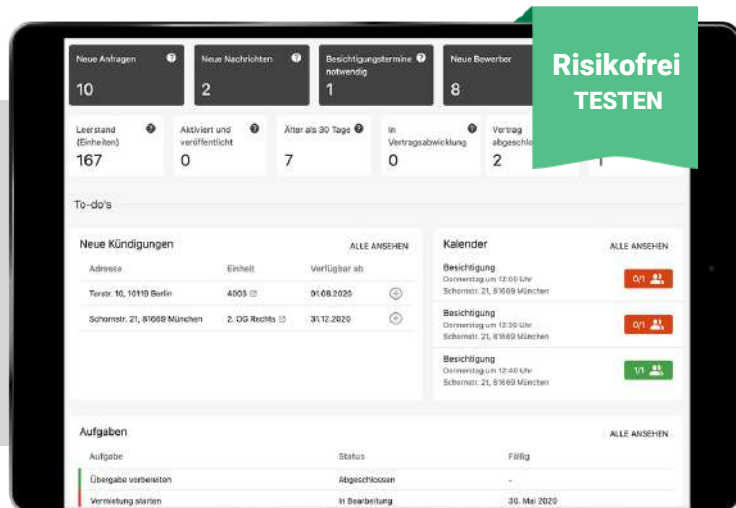 Neue Anfragen
10
Neue Nachrichten
2
Besichtigungstermine
notwendig
1
Neue Bewerber
8
Risikofrei
TESTEN
Leerstand
(Einheiten)
167
Aktiviert und
veröffentlicht
0
Älter als 30 Tage
7
In
Vertragsabwicklung
0
Vertrag
2
1
To-do's
Neue Kündigungen
ALLE ANSEHEN
Adresse Einheit Verfügbar ab
Torstr. 10, 10119 Berlin 4003 01.08.2020
Schornstr. 21, 81669 München 2. OG Rechts 31.12.2020
Kalender
ALLE ANSEHEN
Besichtigung
Donnerstag um 12:00 Uhr
Schornstr. 21, 81669 München
0/1
Besichtigung
Donnerstag um 12:20 Uhr
Schornstr. 21, 81669 München
0/1
Besichtigung
Donnerstag um 12:40 Uhr
Schornstr. 21, 81669 München
1/1
Aufgaben
ALLE ANSEHEN
Aufgabe Status Fällig
Übergabe vorbereiten Abgeschlossen -
Vermietung starten In Bearbeitung 30. Mai 2020